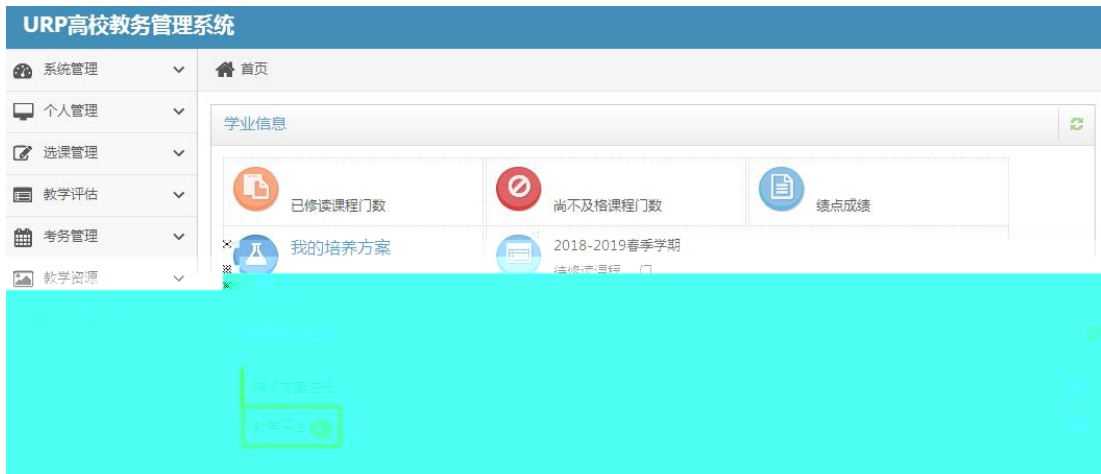 URP高校教务管理系统
系统管理
首页
个人管理
学业信息
选课管理
教学评估
已修读课程门数
尚不及格课程门数
绩点成绩
考务管理
我的培养方案
2018-2019春季学期
教学资源